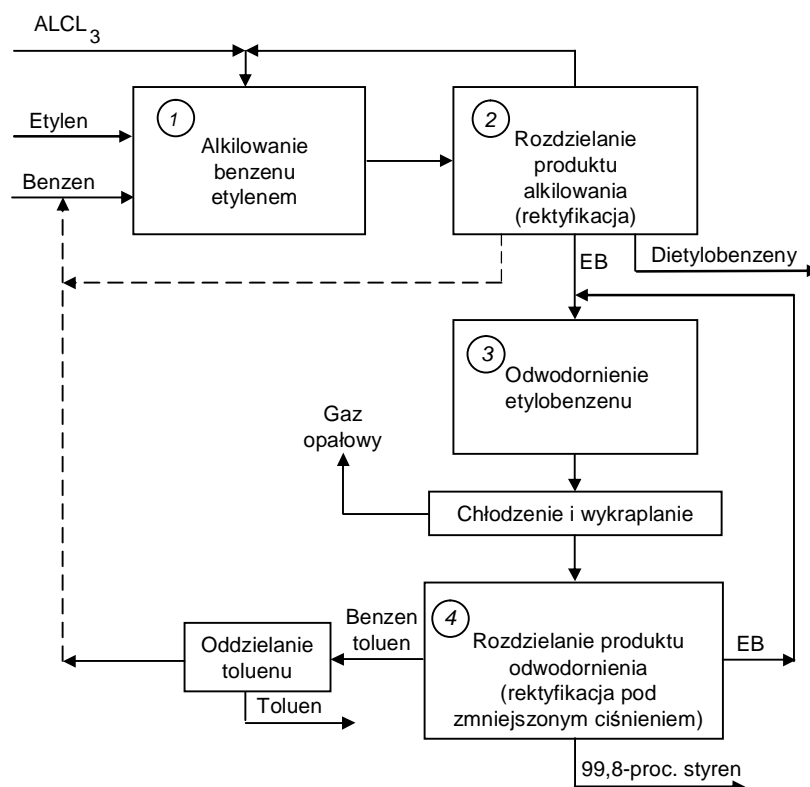 ALCL3
Etylen
Benzen
1
Alkilowanie
benzenu
etylenem
2
Rozdzielanie
produktu
alkilowania
(rektyfikacja)
EB
Dietylobenzeny
3
Odwodornienie
etylobenzenu
Gaz
opałowy
Chłodzenie i wykraplanie
4
Rozdzielanie produktu
odwodornienia
(rektyfikacja pod
zmniejszonym ciśnieniem)
EB
Benzen
toluen
Oddzielanie
toluenu
Toluen
99,8-proc. styren